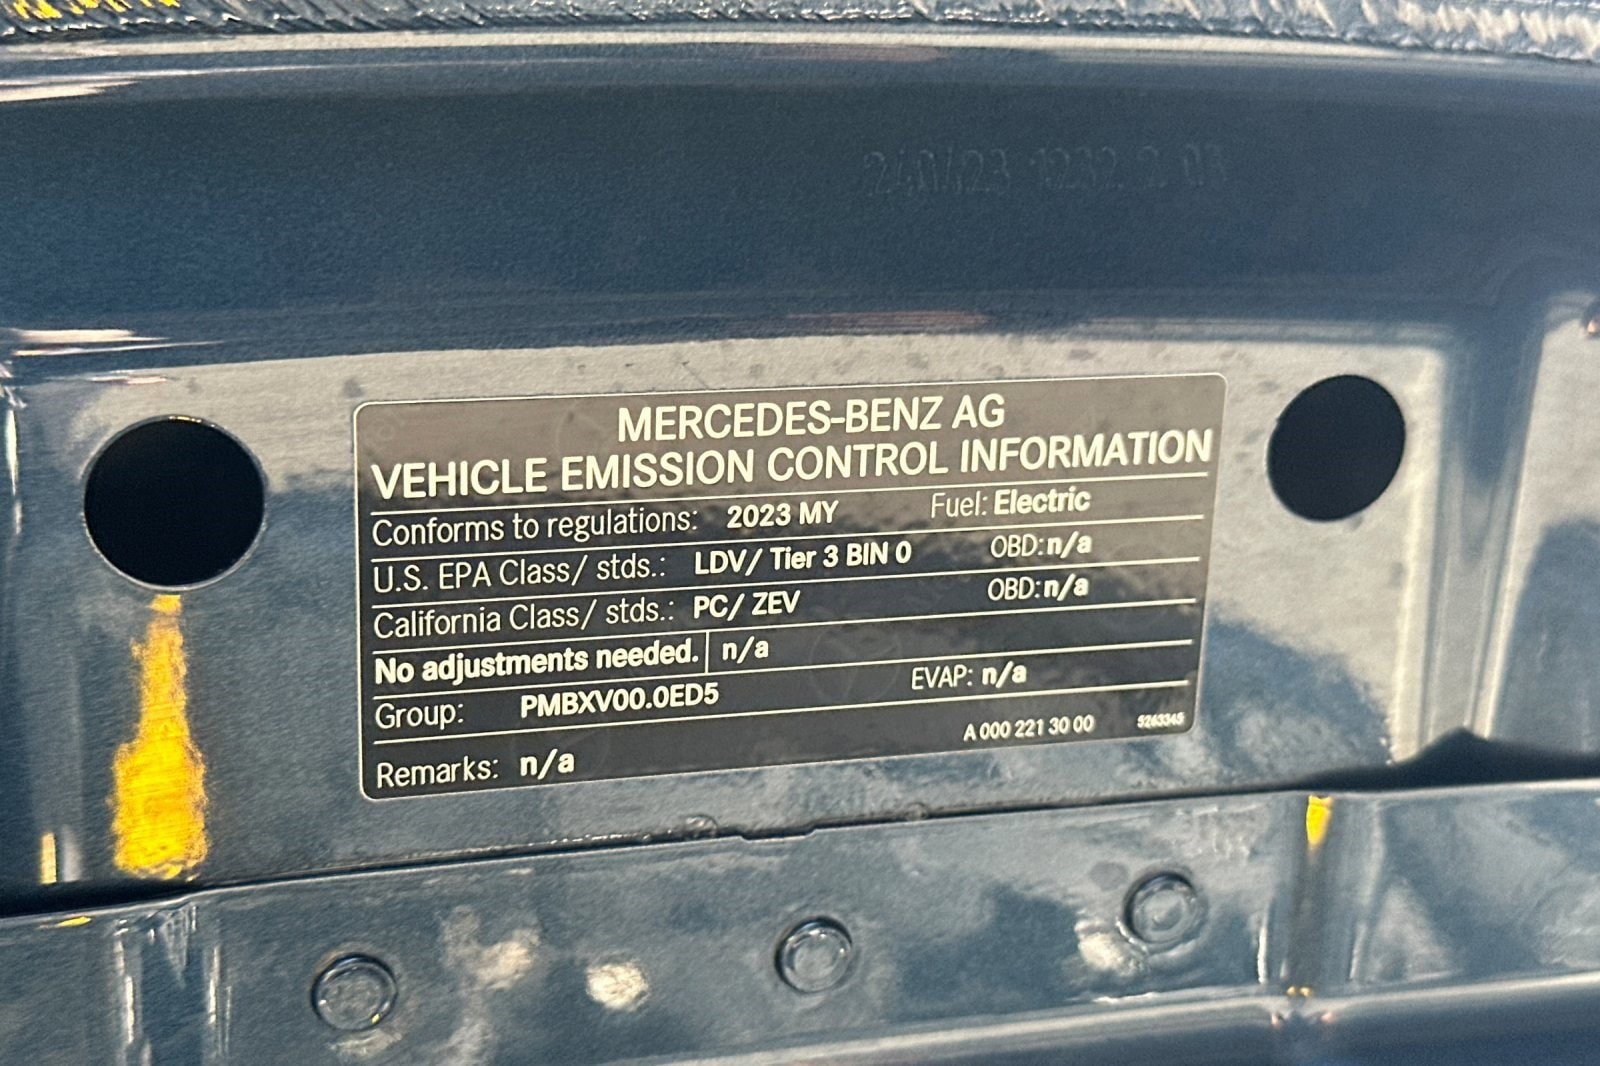 MERCEDES-BENZ AG
VEHICLE EMISSION CONTROL INFORMATION
Conforms to regulations: 2023 MY Fuel: Electric
U.S. EPA Class/ stds.: LDV/ Tier 3 BIN 0 OBD: n/a
California Class/ stds.: PC/ ZEV OBD: n/a
No adjustments needed. n/a
Group: PMBXV00.0ED5 EVAP: n/a
Remarks: n/a A 000 221 30 00 5263345